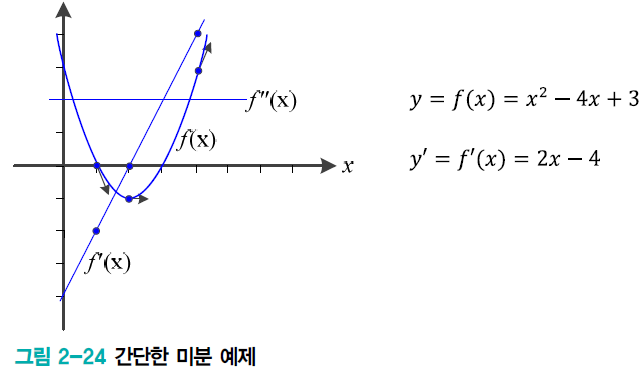 f″(x)
f(x)
x
f′(x)
y = f(x) = x² − 4x + 3
y′ = f′(x) = 2x − 4
그림 2-24 간단한 미분 예제